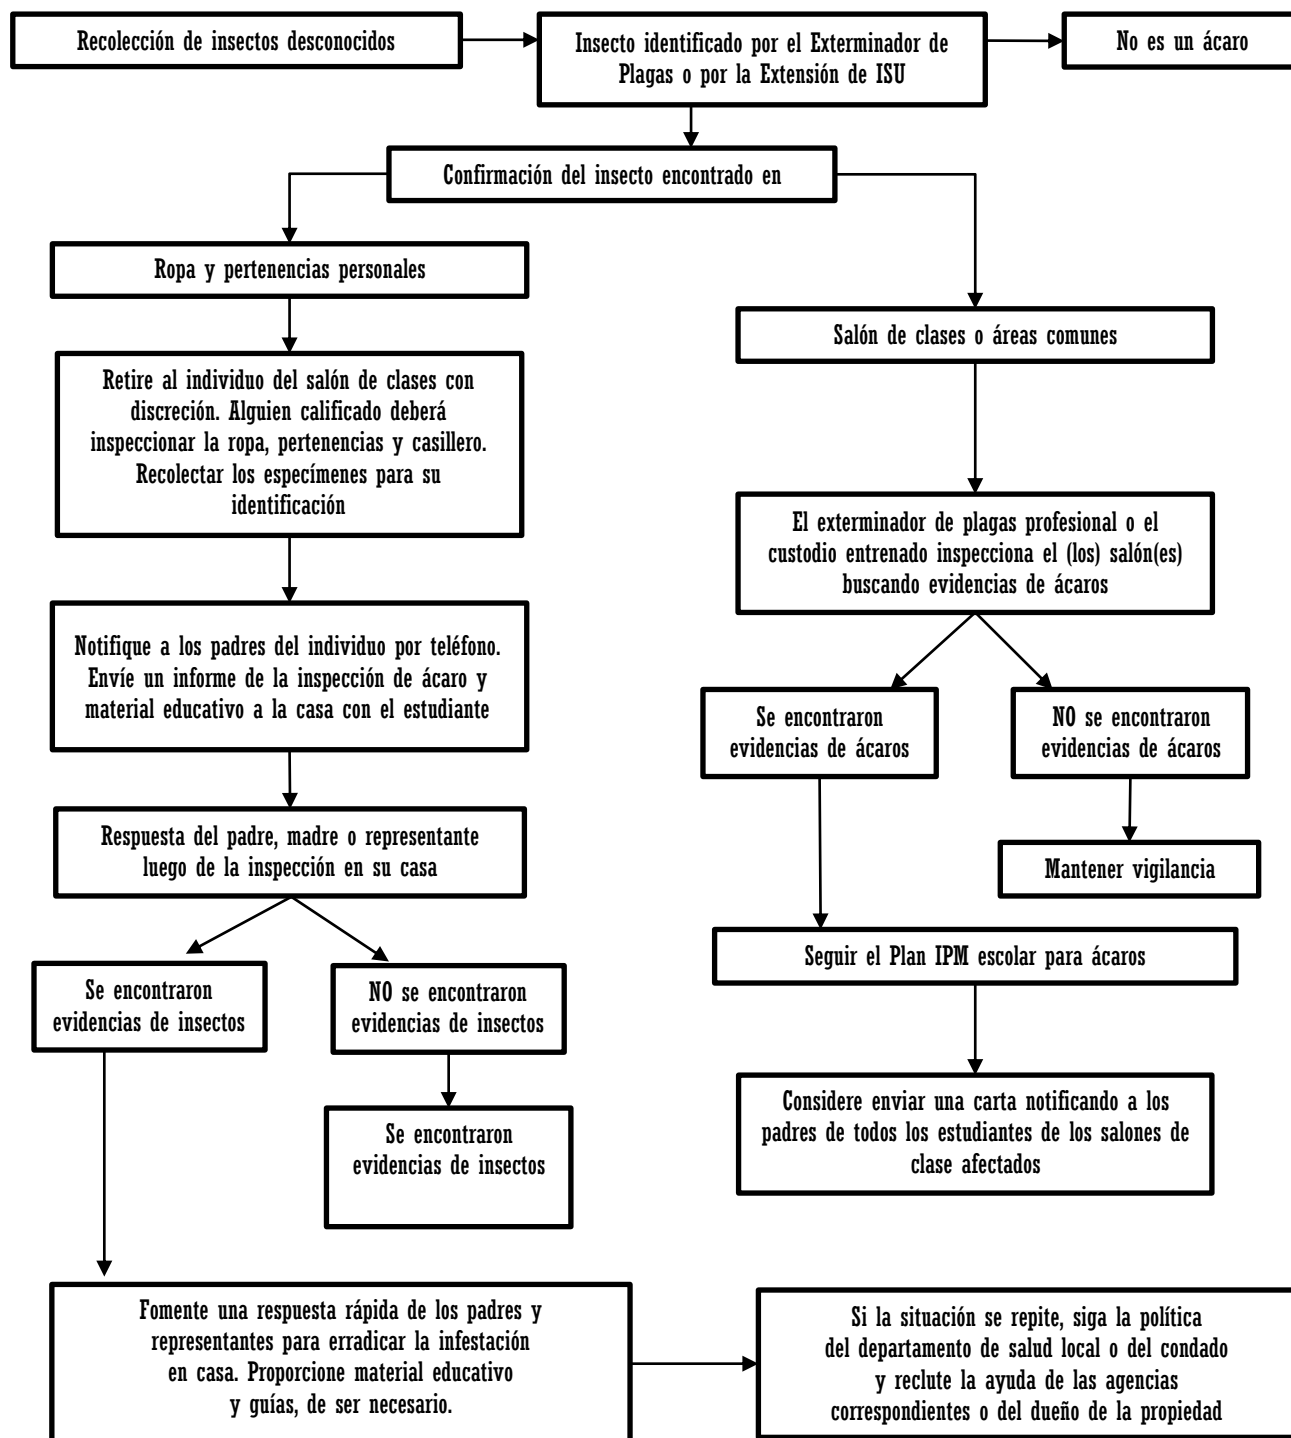 Recolección de insectos desconocidos
Insecto identificado por el Exterminador de
Plagas o por la Extensión de ISU
No es un ácaro
Confirmación del insecto encontrado en
Ropa y pertenencias personales
Retire al individuo del salón de clases con
discreción. Alguien calificado deberá
inspeccionar la ropa, pertenencias y casillero.
Recolectar los especímenes para su
identificación
Notifique a los padres del individuo por teléfono.
Envíe un informe de la inspección de ácaro y
material educativo a la casa con el estudiante
Respuesta del padre, madre o representante
luego de la inspección en su casa
Se encontraron
evidencias de insectos
NO se encontraron
evidencias de insectos
Se encontraron
evidencias de insectos
Fomente una respuesta rápida de los padres y
representantes para erradicar la infestación
en casa. Proporcione material educativo
y guías, de ser necesario.
Si la situación se repite, siga la política
del departamento de salud local o del condado
y reclute la ayuda de las agencias
correspondientes o del dueño de la propiedad
Salón de clases o áreas comunes
El exterminador de plagas profesional o el
custodio entrenado inspecciona el (los) salón(es)
buscando evidencias de ácaros
Se encontraron
evidencias de ácaros
NO se encontraron
evidencias de ácaros
Mantener vigilancia
Seguir el Plan IPM escolar para ácaros
Considere enviar una carta notificando a los
padres de todos los estudiantes de los salones de
clase afectados